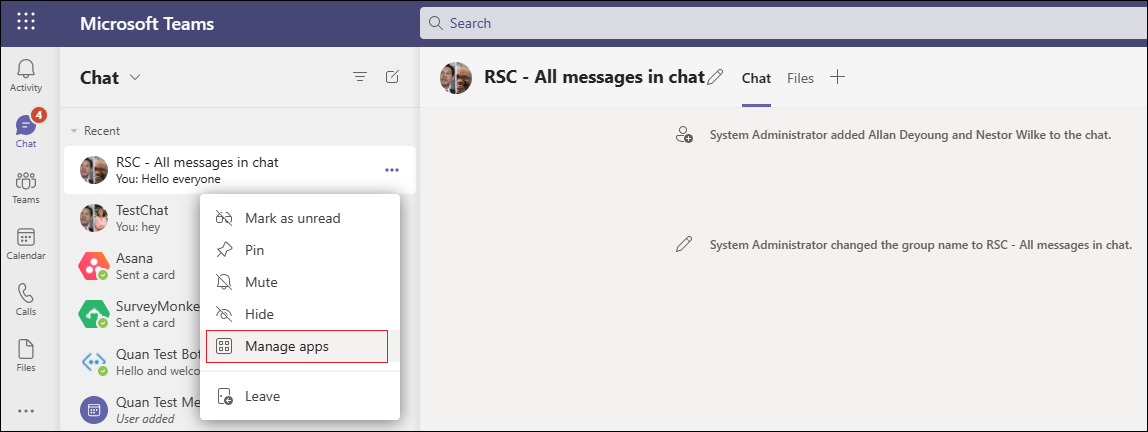 Microsoft Teams
Search
Activity
4
Chat
Teams
Calendar
Calls
Files
Chat
Recent
RSC - All messages in chat
You: Hello everyone
TestChat
You: hey
Asana
Sent a card
SurveyMonke
Sent a card
Quan Test Bot
Hello and welco
Quan Test Me
User added
Mark as unread
Pin
Mute
Hide
Manage apps
Leave
RSC - All messages in chat
Chat
Files
System Administrator added Allan Deyoung and Nestor Wilke to the chat.
System Administrator changed the group name to RSC - All messages in chat.